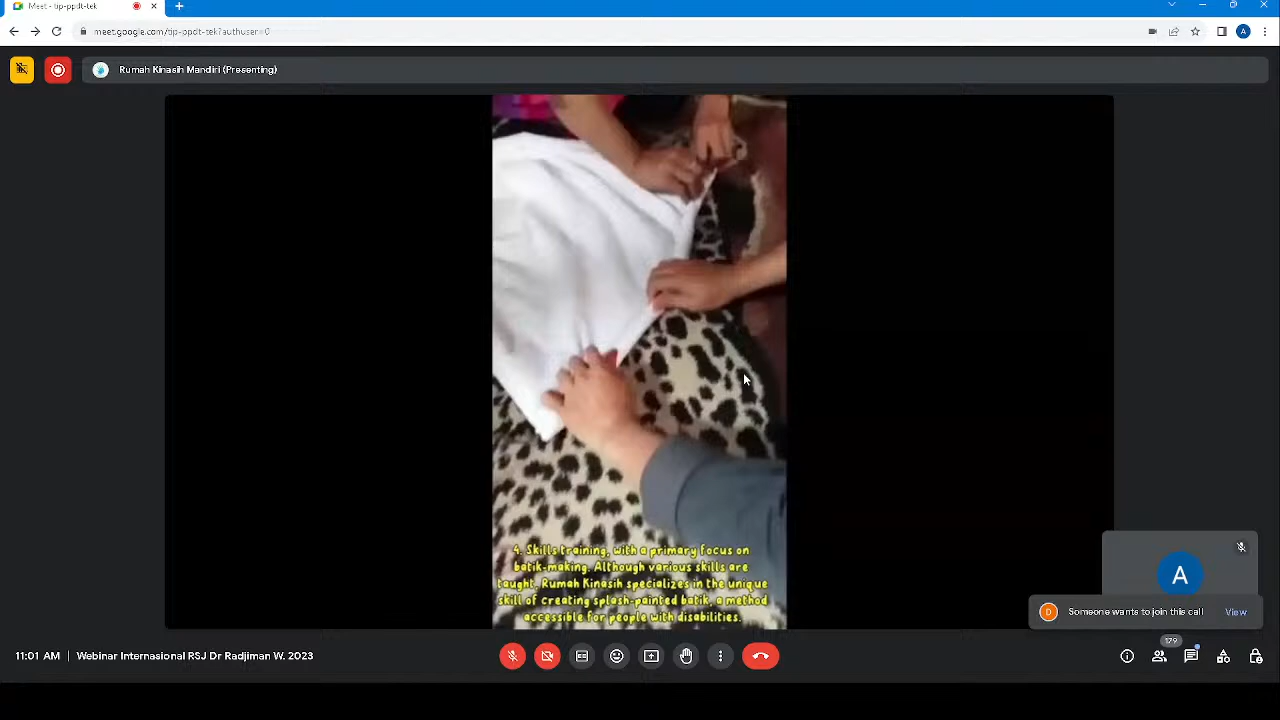 Meet - tip-ppdt-tek
meet.google.com/tip-ppdt-tek?authuser=0
A
Rumah Kinasih Mandiri (Presenting)
4. Skills training, with a primary focus on
batik-making. Although various skills are
taught, Rumah Kinasih specializes in the unique
skill of creating splash-painted batik, a method
accessible for people with disabilities.
A
D
Someone wants to join this call
View
11:01 AM | Webinar Internasional RSJ Dr Radjiman W. 2023
129